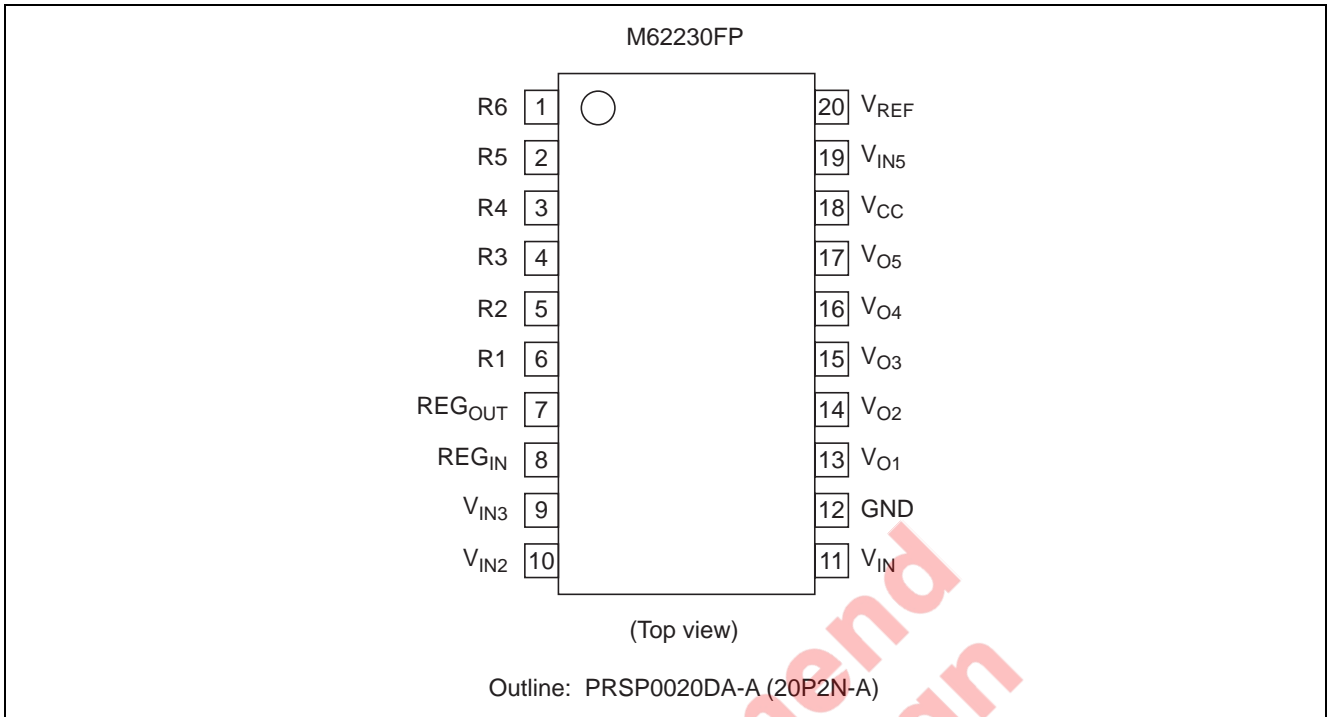 M62230FP
R6 1
R5 2
R4 3
R3 4
R2 5
R1 6
REGOUT 7
REGIN 8
VIN3 9
VIN2 10
20 VREF
19 VIN5
18 VCC
17 VO5
16 VO4
15 VO3
14 VO2
13 VO1
12 GND
11 VIN
(Top view)
Outline: PRSP0020DA-A (20P2N-A)